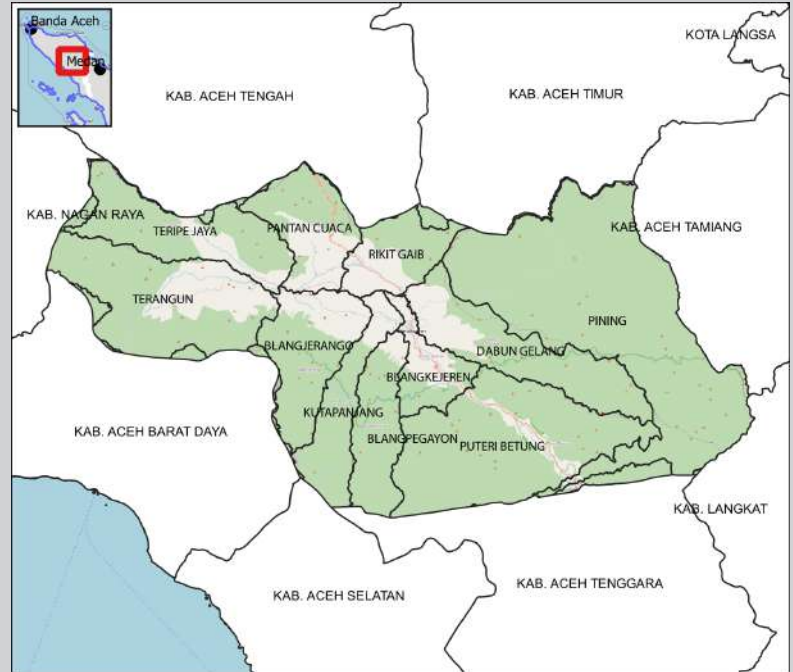 Banda Aceh
Medan
KOTA LANGSA
KAB. ACEH TENGAH
KAB. ACEH TIMUR
KAB. NAGAN RAYA
TERIPE JAYA
PANTAN CUACA
KAB. ACEH TAMIANG
RIKIT GAIB
TERANGUN
PINING
BLANGJERANGO
DABUN GELANG
BLANGKEJEREN
KUTAPANJANG
KAB. ACEH BARAT DAYA
BLANGPEGAYON
PUTERI BETUNG
KAB. LANGKAT
KAB. ACEH TENGGARA
KAB. ACEH SELATAN